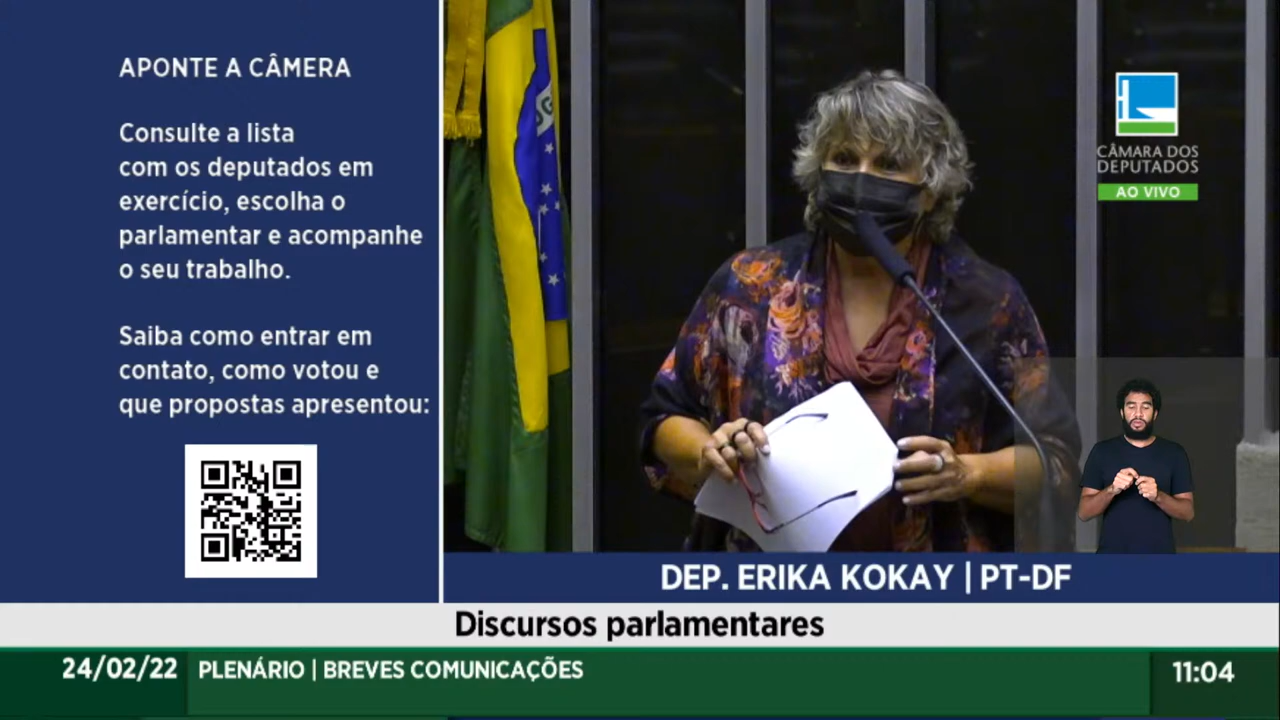 APONTE A CÂMERA
Consulte a lista
com os deputados em
exercício, escolha o
parlamentar e acompanhe
o seu trabalho.
Saiba como entrar em
contato, como votou e
que propostas apresentou:
CÂMARA DOS
DEPUTADOS
AO VIVO
DEP. ERIKA KOKAY | PT-DF
Discursos parlamentares
24/02/22 PLENÁRIO | BREVES COMUNICAÇÕES 11:04